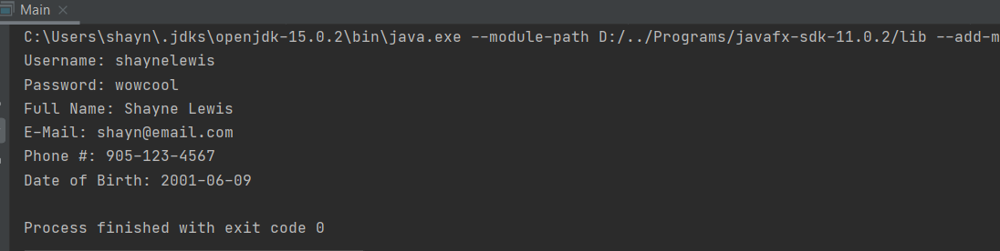 Main
C:\Users\shayn\.jdks\openjdk-15.0.2\bin\java.exe --module-path D:/../Programs/javafx-sdk-11.0.2/lib --add-m
Username: shaynelewis
Password: wowcool
Full Name: Shayne Lewis
E-Mail: shayn@email.com
Phone #: 905-123-4567
Date of Birth: 2001-06-09
Process finished with exit code 0